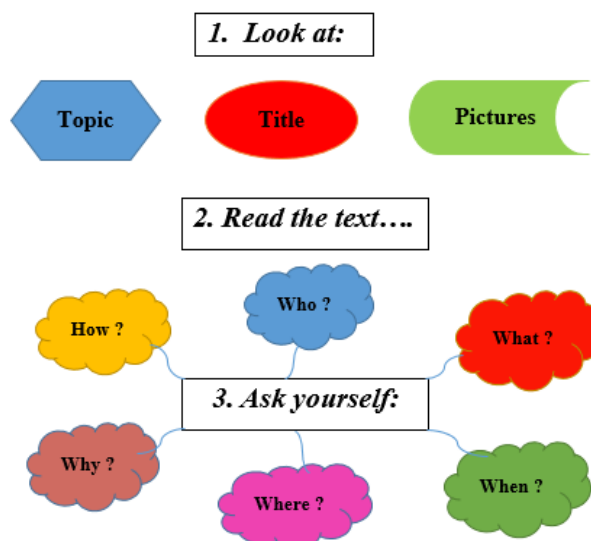 1. Look at:
Topic
Title
Pictures
2. Read the text….
How ?
Who ?
What ?
3. Ask yourself:
Why ?
Where ?
When ?